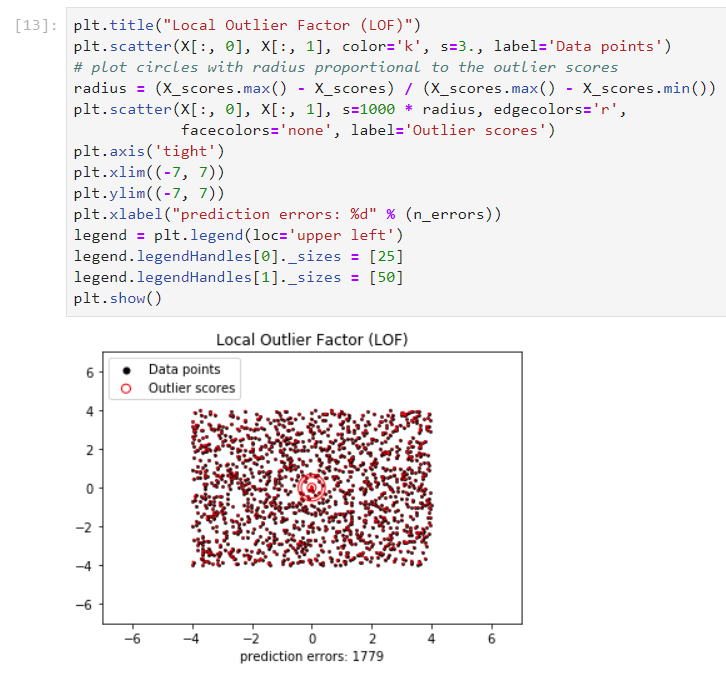 [13]:
plt.title("Local Outlier Factor (LOF)")
plt.scatter(X[:, 0], X[:, 1], color='k', s=3., label='Data points')
# plot circles with radius proportional to the outlier scores
radius = (X_scores.max() - X_scores) / (X_scores.max() - X_scores.min())
plt.scatter(X[:, 0], X[:, 1], s=1000 * radius, edgecolors='r',
            facecolors='none', label='Outlier scores')
plt.axis('tight')
plt.xlim((-7, 7))
plt.ylim((-7, 7))
plt.xlabel("prediction errors: %d" % (n_errors))
legend = plt.legend(loc='upper left')
legend.legendHandles[0]._sizes = [25]
legend.legendHandles[1]._sizes = [50]
plt.show()
Local Outlier Factor (LOF)
Data points
Outlier scores
6
4
2
0
−2
−4
−6
−6 −4 −2 0 2 4 6
prediction errors: 1779